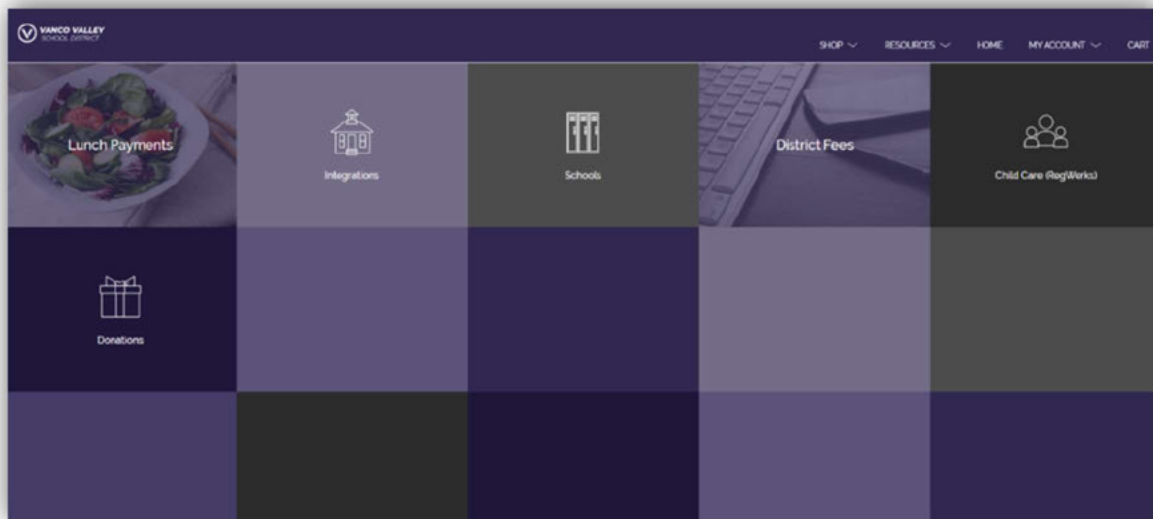 VANCO VALLEY
SCHOOL DISTRICT
SHOP RESOURCES HOME MY ACCOUNT CART
Lunch Payments
Integrations
Schools
District Fees
Child Care (RegWerks)
Donations